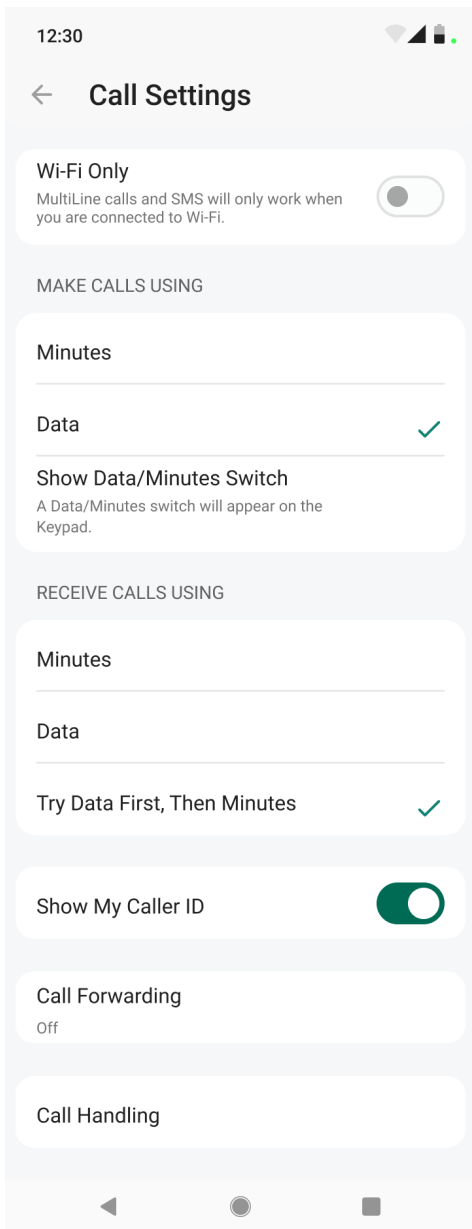 12:30
Call Settings
Wi-Fi Only
MultiLine calls and SMS will only work when
you are connected to Wi-Fi.
MAKE CALLS USING
Minutes
Data
Show Data/Minutes Switch
A Data/Minutes switch will appear on the
Keypad.
RECEIVE CALLS USING
Minutes
Data
Try Data First, Then Minutes
Show My Caller ID
Call Forwarding
Off
Call Handling